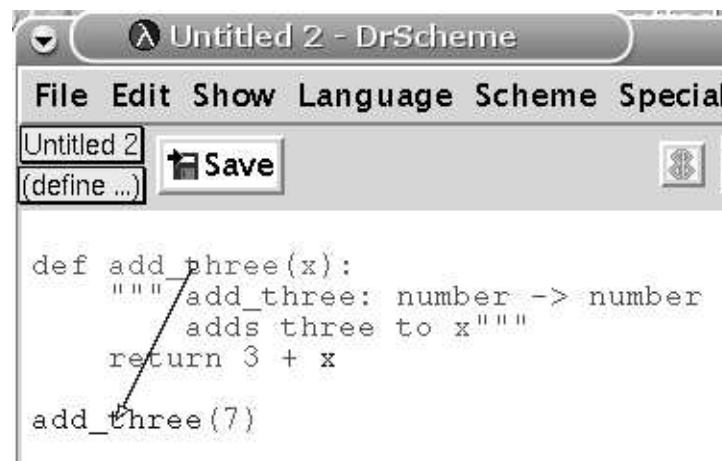 Untitled 2 - DrScheme
File Edit Show Language Scheme Special
Untitled 2
(define ...)
Save
def add_three(x):
""" add_three: number -> number
adds three to x"""
return 3 + x
add_three(7)